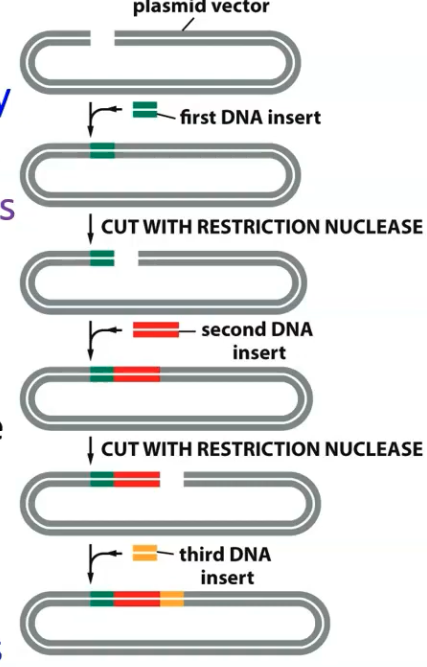 plasmid vector
y
first DNA insert
s
CUT WITH RESTRICTION NUCLEASE
second DNA
insert
e
CUT WITH RESTRICTION NUCLEASE
third DNA
insert
s